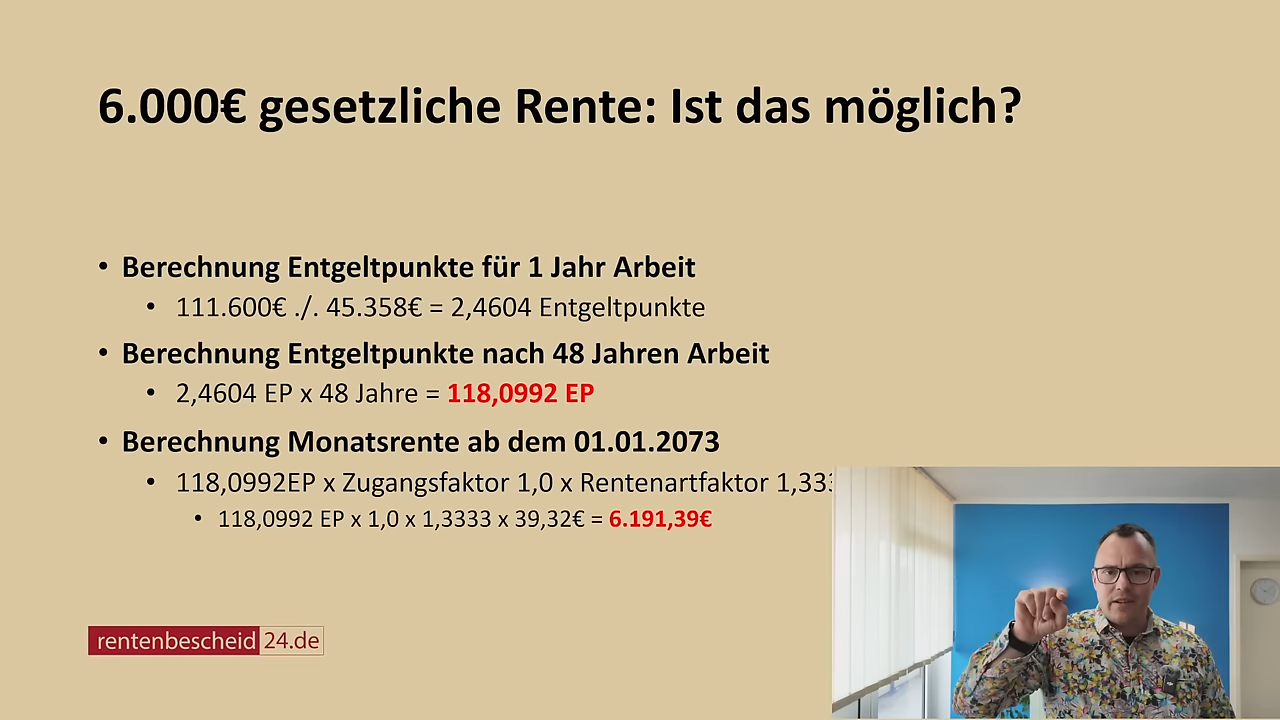 6.000€ gesetzliche Rente: Ist das möglich?
• Berechnung Entgeltpunkte für 1 Jahr Arbeit
• 111.600€ ./. 45.358€ = 2,4604 Entgeltpunkte
• Berechnung Entgeltpunkte nach 48 Jahren Arbeit
• 2,4604 EP x 48 Jahre = 118,0992 EP
• Berechnung Monatsrente ab dem 01.01.2073
• 118,0992EP x Zugangsfaktor 1,0 x Rentenartfaktor 1,333
• 118,0992 EP x 1,0 x 1,3333 x 39,32€ = 6.191,39€
rentenbescheid 24.de